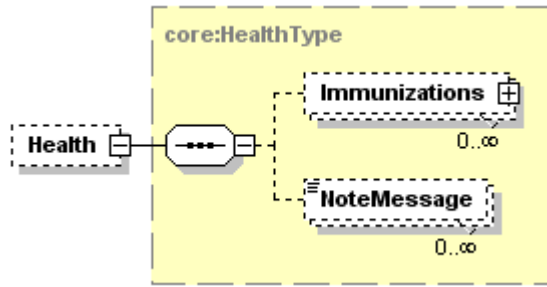 core:HealthType
Immunizations
0..∞
Health
NoteMessage
0..∞